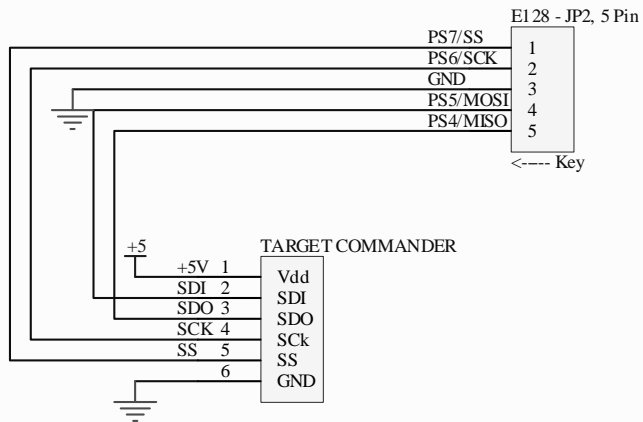 E128 - JP2, 5 Pin
PS7/SS 1
PS6/SCK 2
GND 3
PS5/MOSI 4
PS4/MISO 5
<----- Key
+5 TARGET COMMANDER
+5V 1 Vdd
SDI 2 SDI
SDO 3 SDO
SCK 4 SCk
SS 5 SS
6 GND